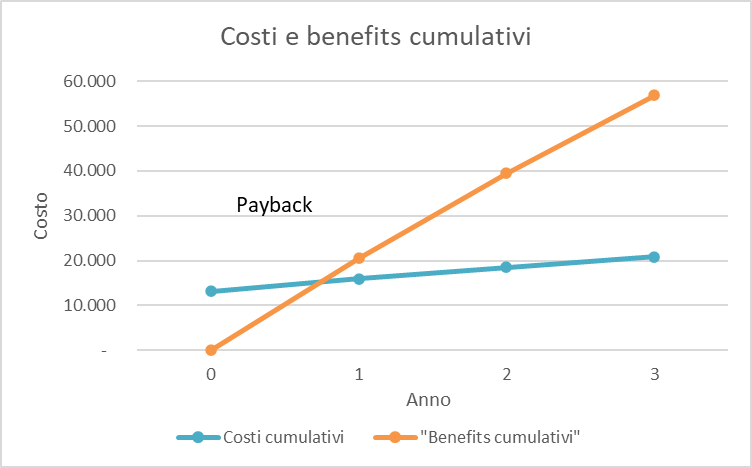 Costi e benefits cumulativi
60.000
50.000
40.000
30.000
20.000
10.000
-
Costo
Payback
0 1 2 3
Anno
Costi cumulativi "Benefits cumulativi"